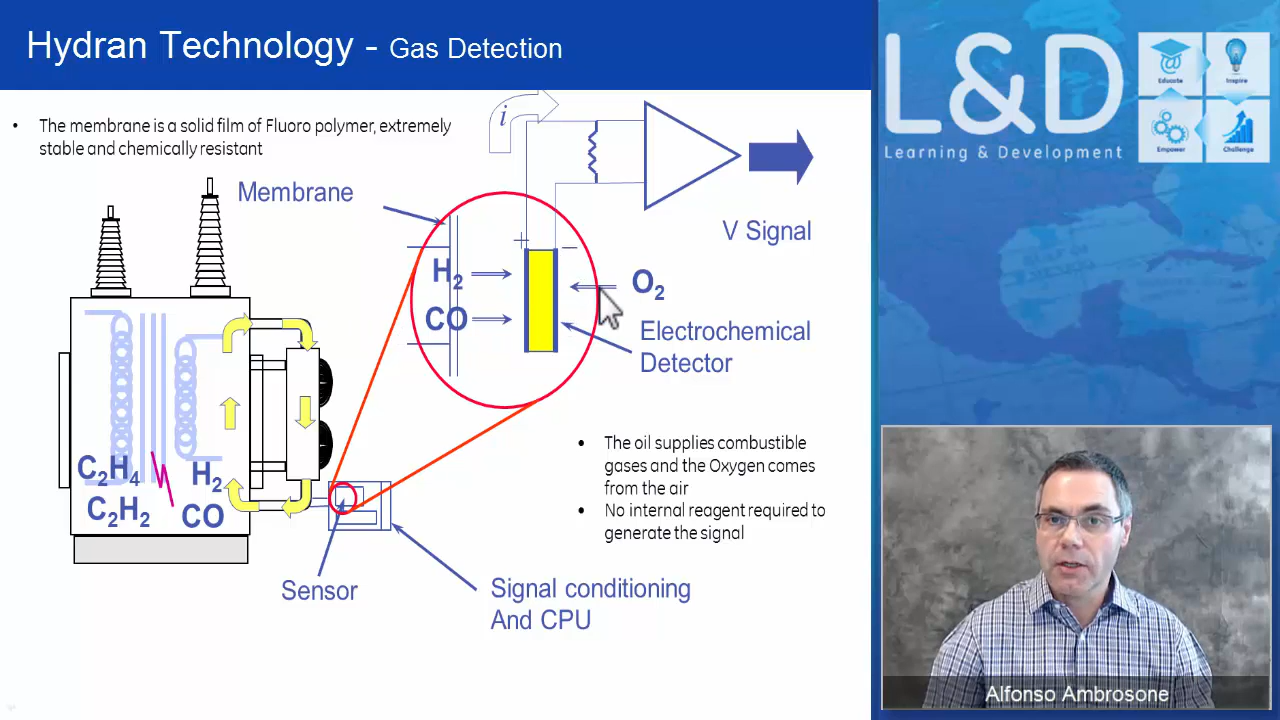 Hydran Technology - Gas Detection
• The membrane is a solid film of Fluoro polymer, extremely
stable and chemically resistant
Membrane
i
V Signal
+
−
H₂
CO
O₂
Electrochemical
Detector
C₂H₄
C₂H₂
H₂
CO
• The oil supplies combustible
gases and the Oxygen comes
from the air
• No internal reagent required to
generate the signal
Sensor
Signal conditioning
And CPU
L&D
Learning & Development
Educate
Inspire
Empower
Challenge
Alfonso Ambrosone